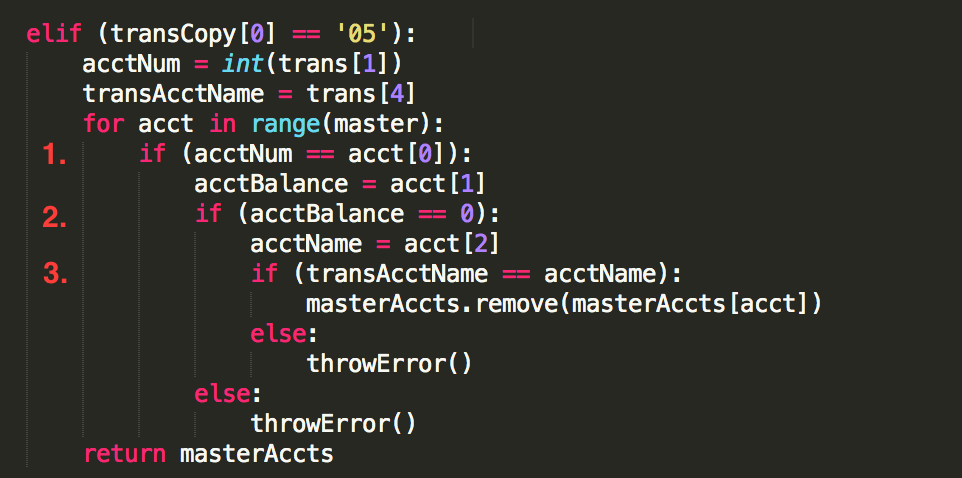 elif (transCopy[0] == '05'):
    acctNum = int(trans[1])
    transAcctName = trans[4]
    for acct in range(master):
1.        if (acctNum == acct[0]):
            acctBalance = acct[1]
2.            if (acctBalance == 0):
                acctName = acct[2]
3.                if (transAcctName == acctName):
                    masterAccts.remove(masterAccts[acct])
                else:
                    throwError()
            else:
                throwError()
    return masterAccts